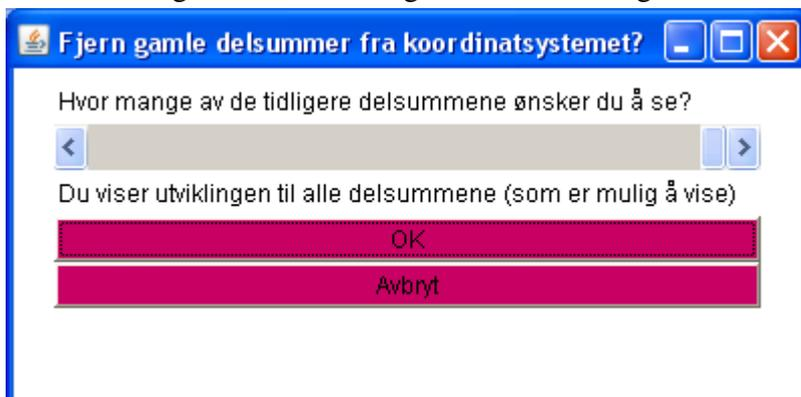 Fjern gamle delsummer fra koordinatsystemet?
Hvor mange av de tidligere delsummene ønsker du å se?
Du viser utviklingen til alle delsummene (som er mulig å vise)
OK
Avbryt